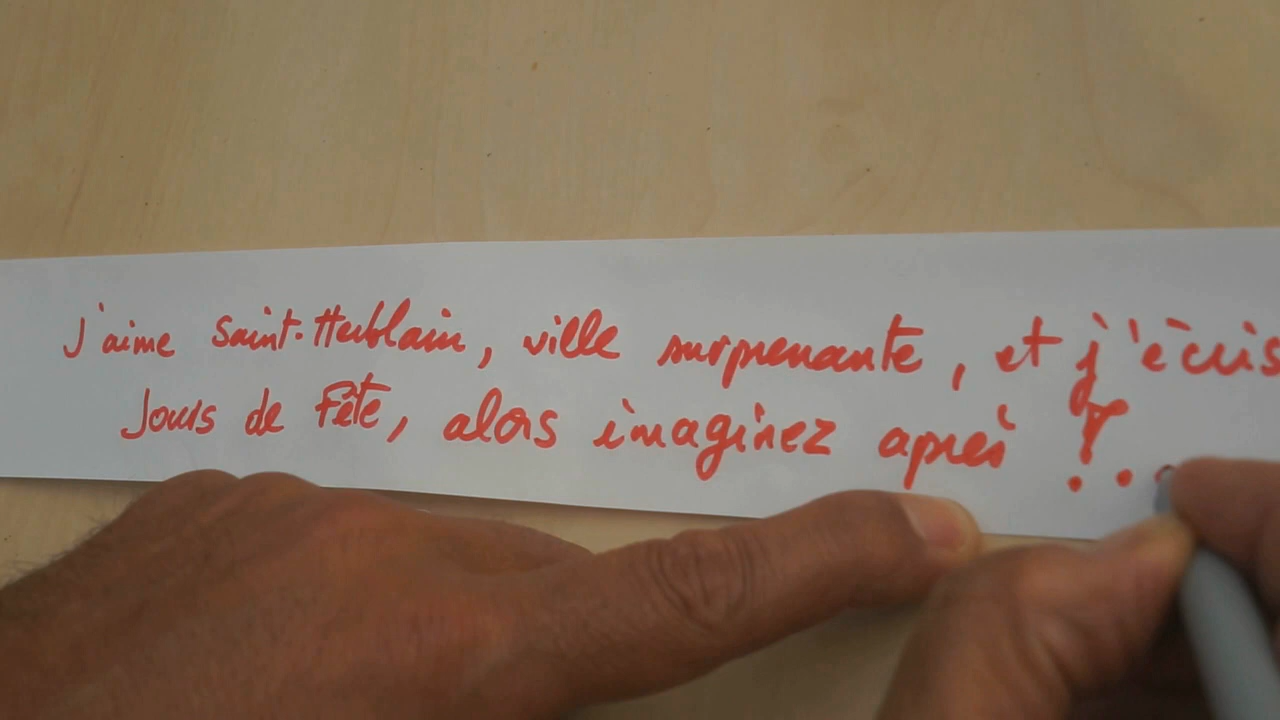 J'aime Saint-Herblain, ville surprenante, et j'écris
Jours de Fête, alors imaginez après !...